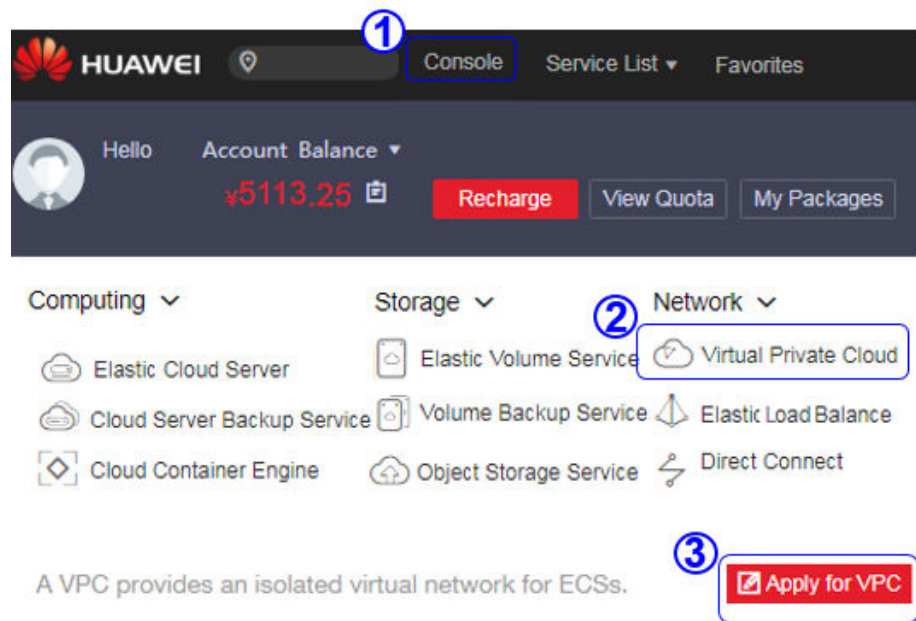 1
HUAWEI Console Service List Favorites
Hello Account Balance
¥5113.25 Recharge View Quota My Packages
Computing Storage Network
2
Elastic Cloud Server Elastic Volume Service Virtual Private Cloud
Cloud Server Backup Service Volume Backup Service Elastic Load Balance
Cloud Container Engine Object Storage Service Direct Connect
3
A VPC provides an isolated virtual network for ECSs. Apply for VPC